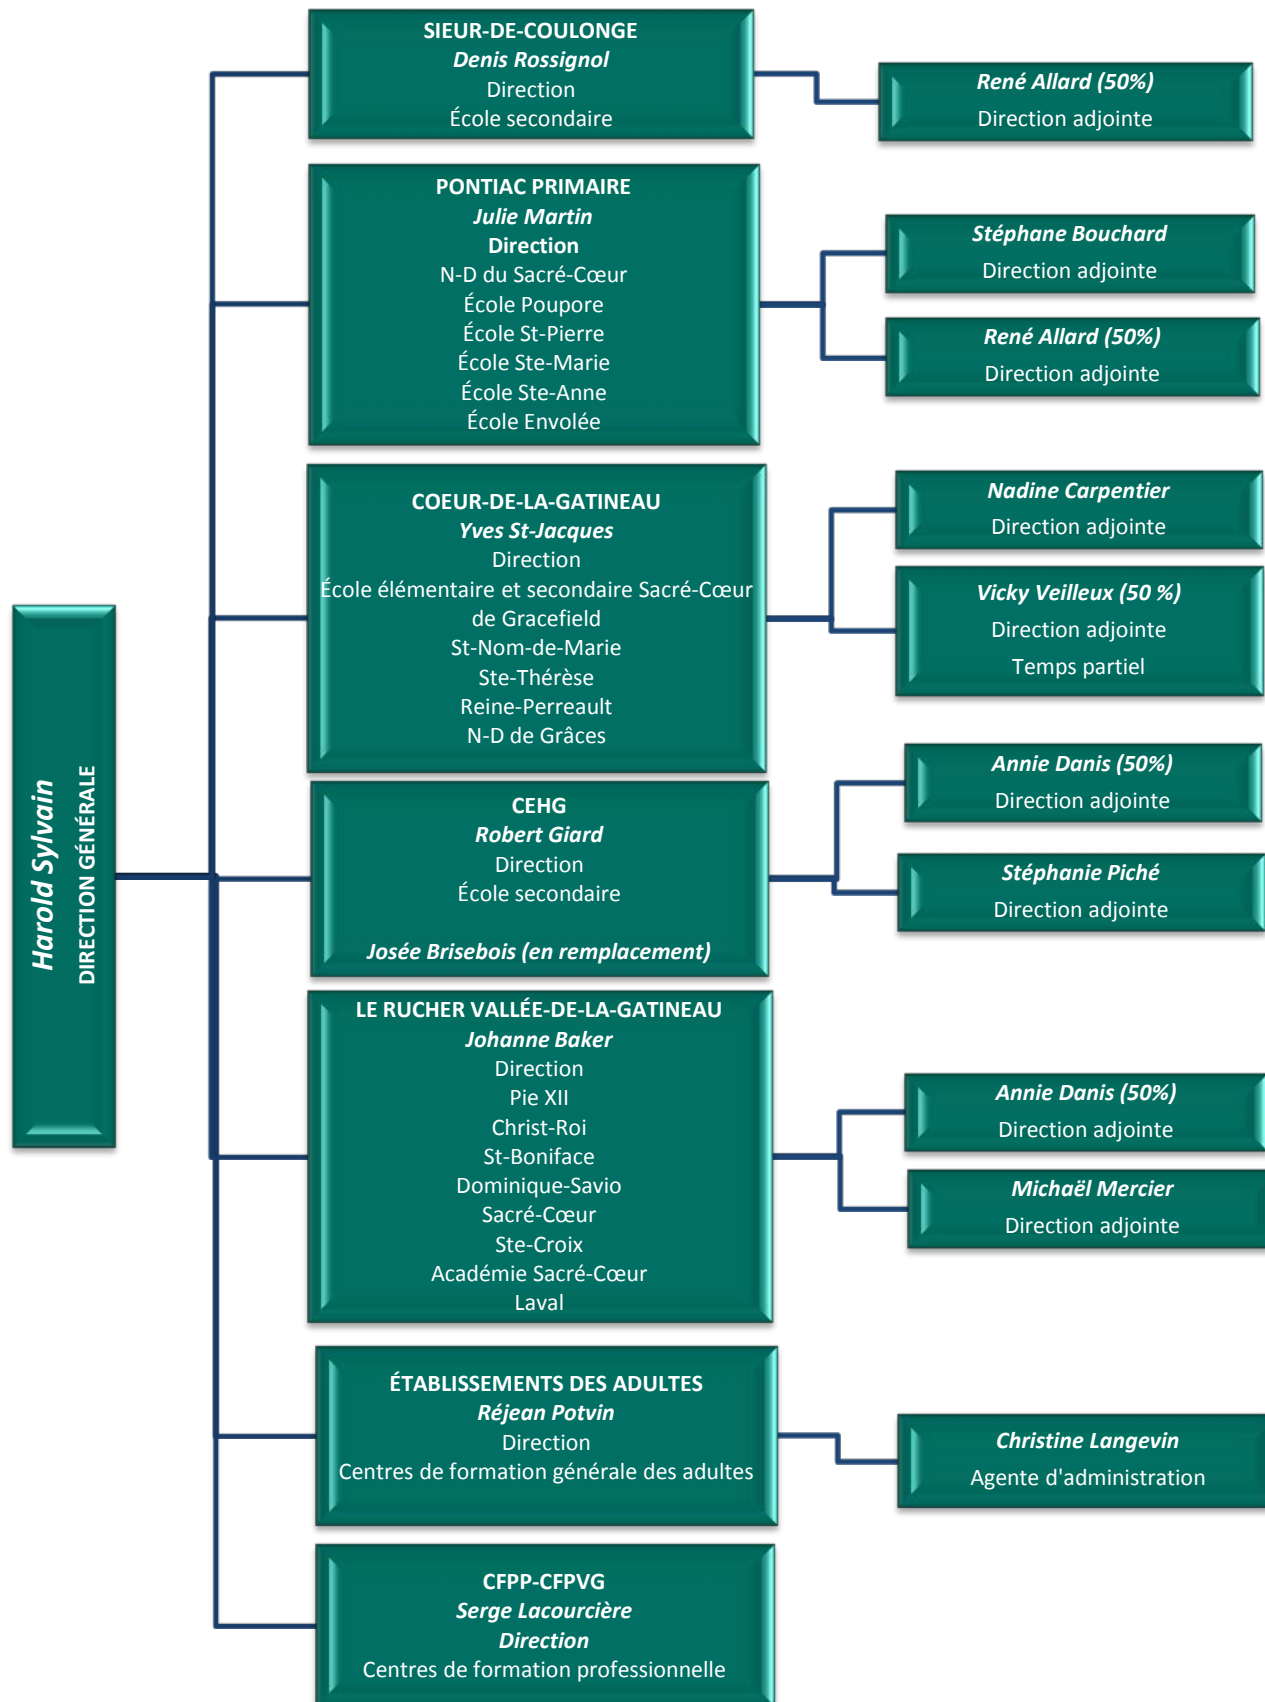 Harold Sylvain
DIRECTION GÉNÉRALE
SIEUR-DE-COULONGE
Denis Rossignol
Direction
École secondaire
René Allard (50%)
Direction adjointe
PONTIAC PRIMAIRE
Julie Martin
Direction
N-D du Sacré-Cœur
École Poupore
École St-Pierre
École Ste-Marie
École Ste-Anne
École Envolée
Stéphane Bouchard
Direction adjointe
René Allard (50%)
Direction adjointe
COEUR-DE-LA-GATINEAU
Yves St-Jacques
Direction
École élémentaire et secondaire Sacré-Cœur
de Gracefield
St-Nom-de-Marie
Ste-Thérèse
Reine-Perreault
N-D de Grâces
Nadine Carpentier
Direction adjointe
Vicky Veilleux (50 %)
Direction adjointe
Temps partiel
CEHG
Robert Giard
Direction
École secondaire
Josée Brisebois (en remplacement)
Annie Danis (50%)
Direction adjointe
Stéphanie Piché
Direction adjointe
LE RUCHER VALLÉE-DE-LA-GATINEAU
Johanne Baker
Direction
Pie XII
Christ-Roi
St-Boniface
Dominique-Savio
Sacré-Cœur
Ste-Croix
Académie Sacré-Cœur
Laval
Annie Danis (50%)
Direction adjointe
Michaël Mercier
Direction adjointe
ÉTABLISSEMENTS DES ADULTES
Réjean Potvin
Direction
Centres de formation générale des adultes
Christine Langevin
Agente d'administration
CFPP-CFPVG
Serge Lacourcière
Direction
Centres de formation professionnelle